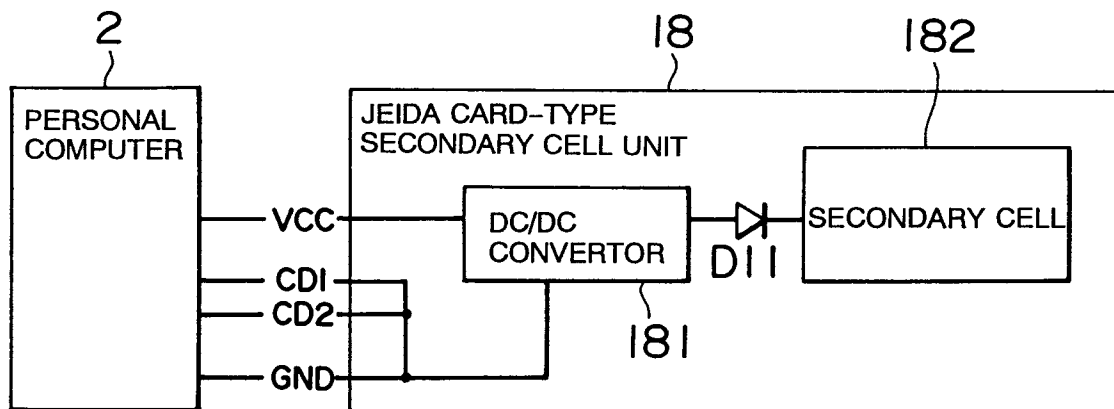 2
18
182
PERSONAL
COMPUTER
JEIDA CARD-TYPE
SECONDARY CELL UNIT
VCC
DC/DC
CONVERTOR
D11
SECONDARY CELL
CD1
CD2
181
GND